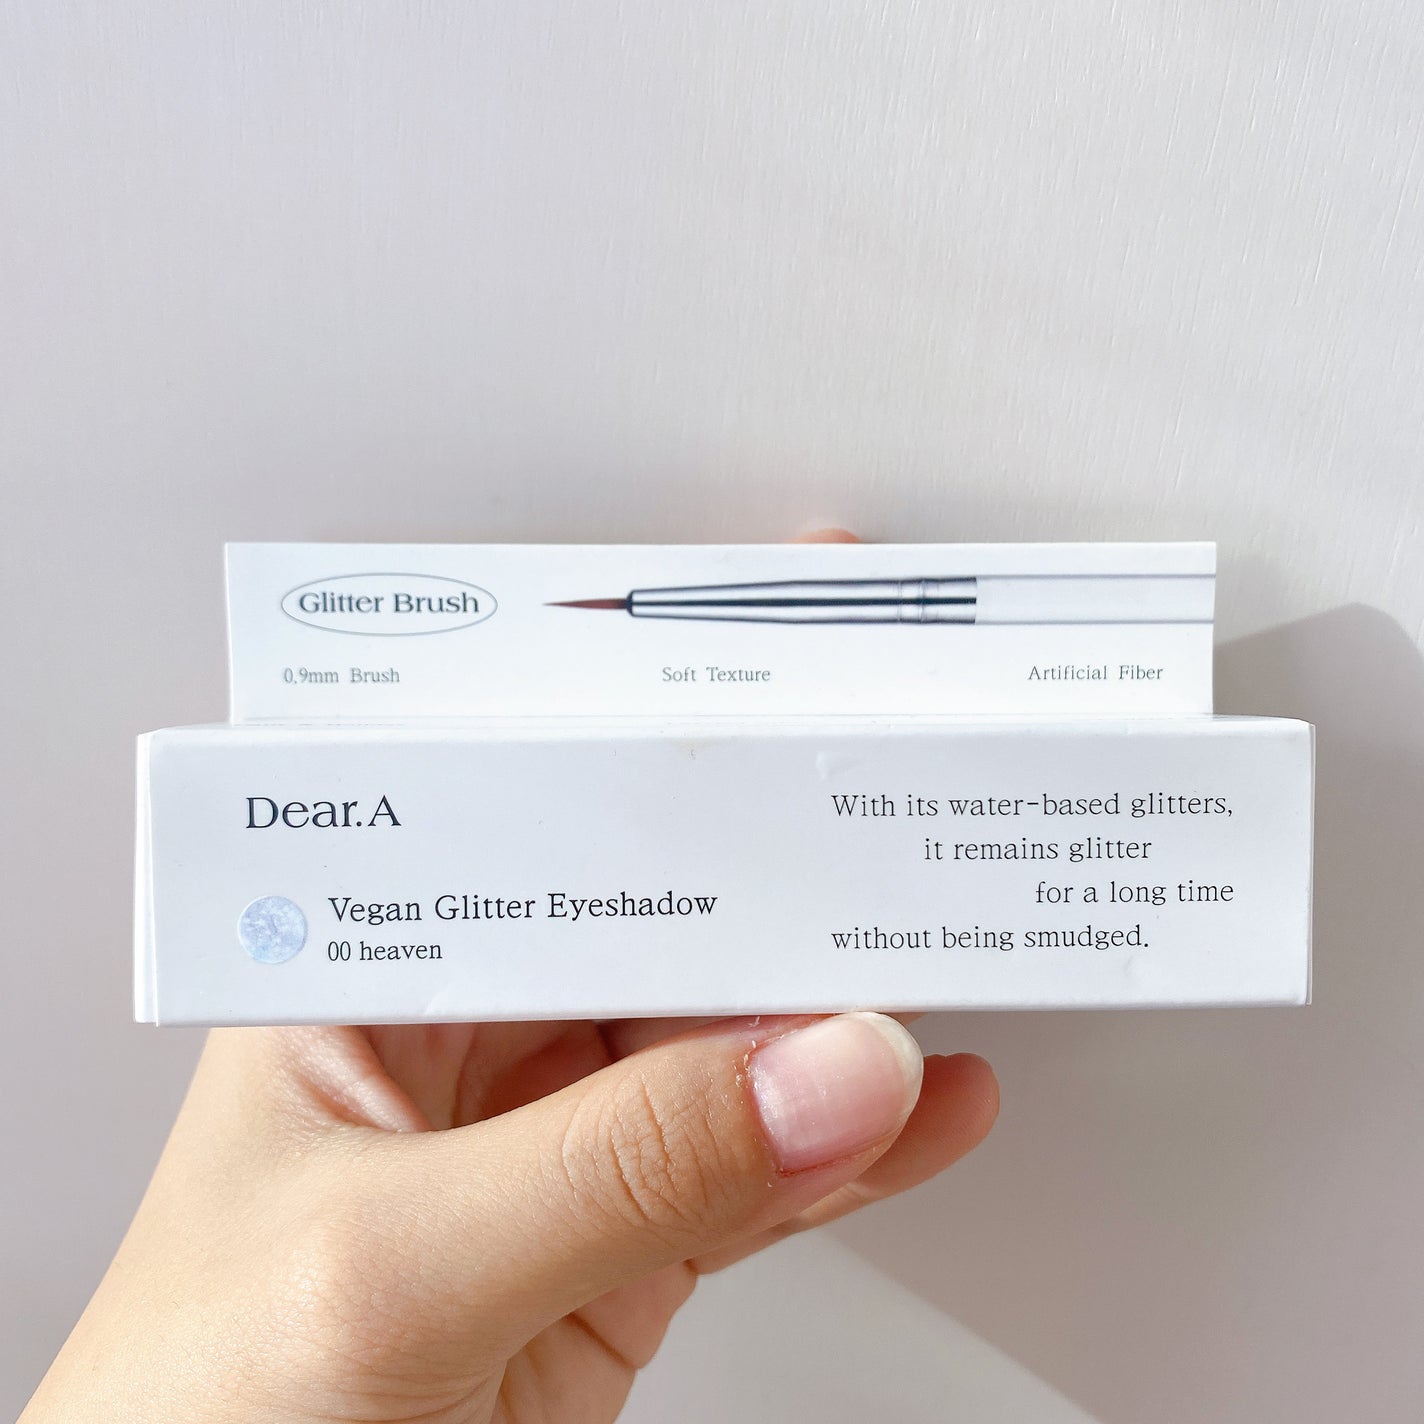 Glitter Brush
0.9mm Brush
Soft Texture
Artificial Fiber
Dear.A
Vegan Glitter Eyeshadow
00 heaven
With its water-based glitters,
it remains glitter
for a long time
without being smudged.